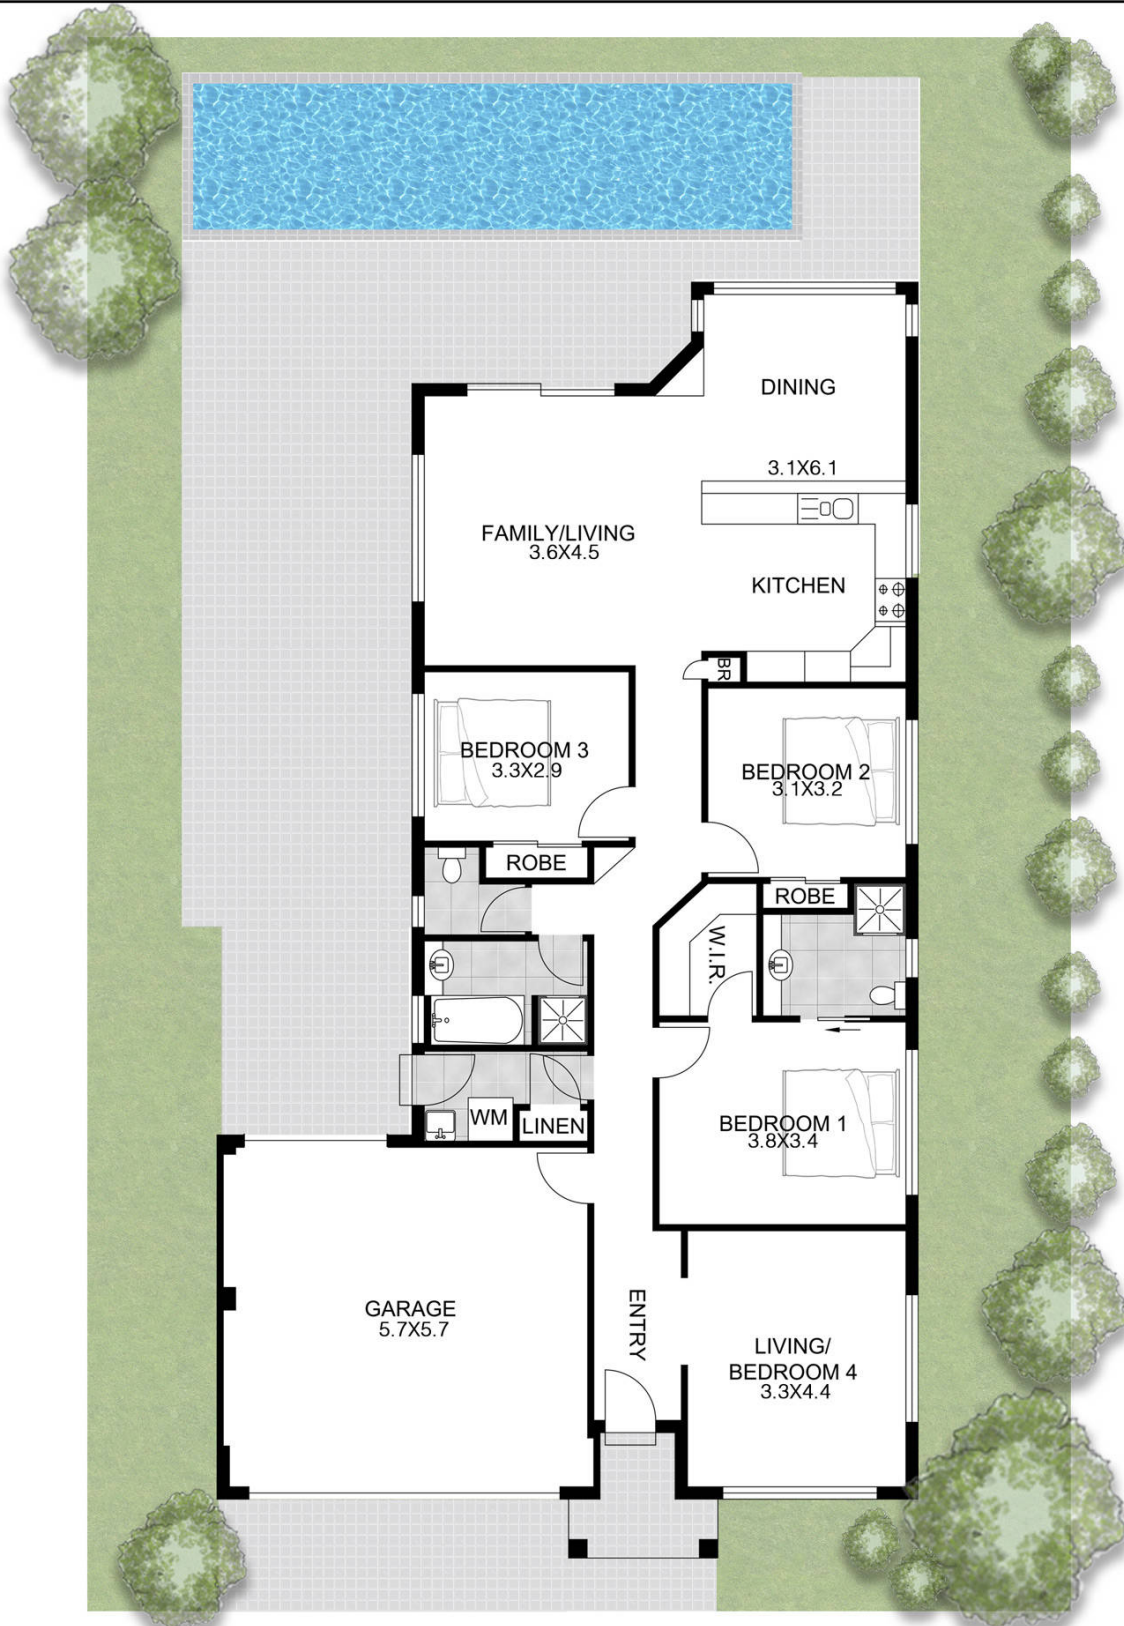 DINING
3.1X6.1
FAMILY/LIVING
3.6X4.5
KITCHEN
BR
BEDROOM 3
3.3X2.9
BEDROOM 2
3.1X3.2
ROBE
ROBE
W.I.R.
WM
LINEN
BEDROOM 1
3.8X3.4
GARAGE
5.7X5.7
ENTRY
LIVING/
BEDROOM 4
3.3X4.4